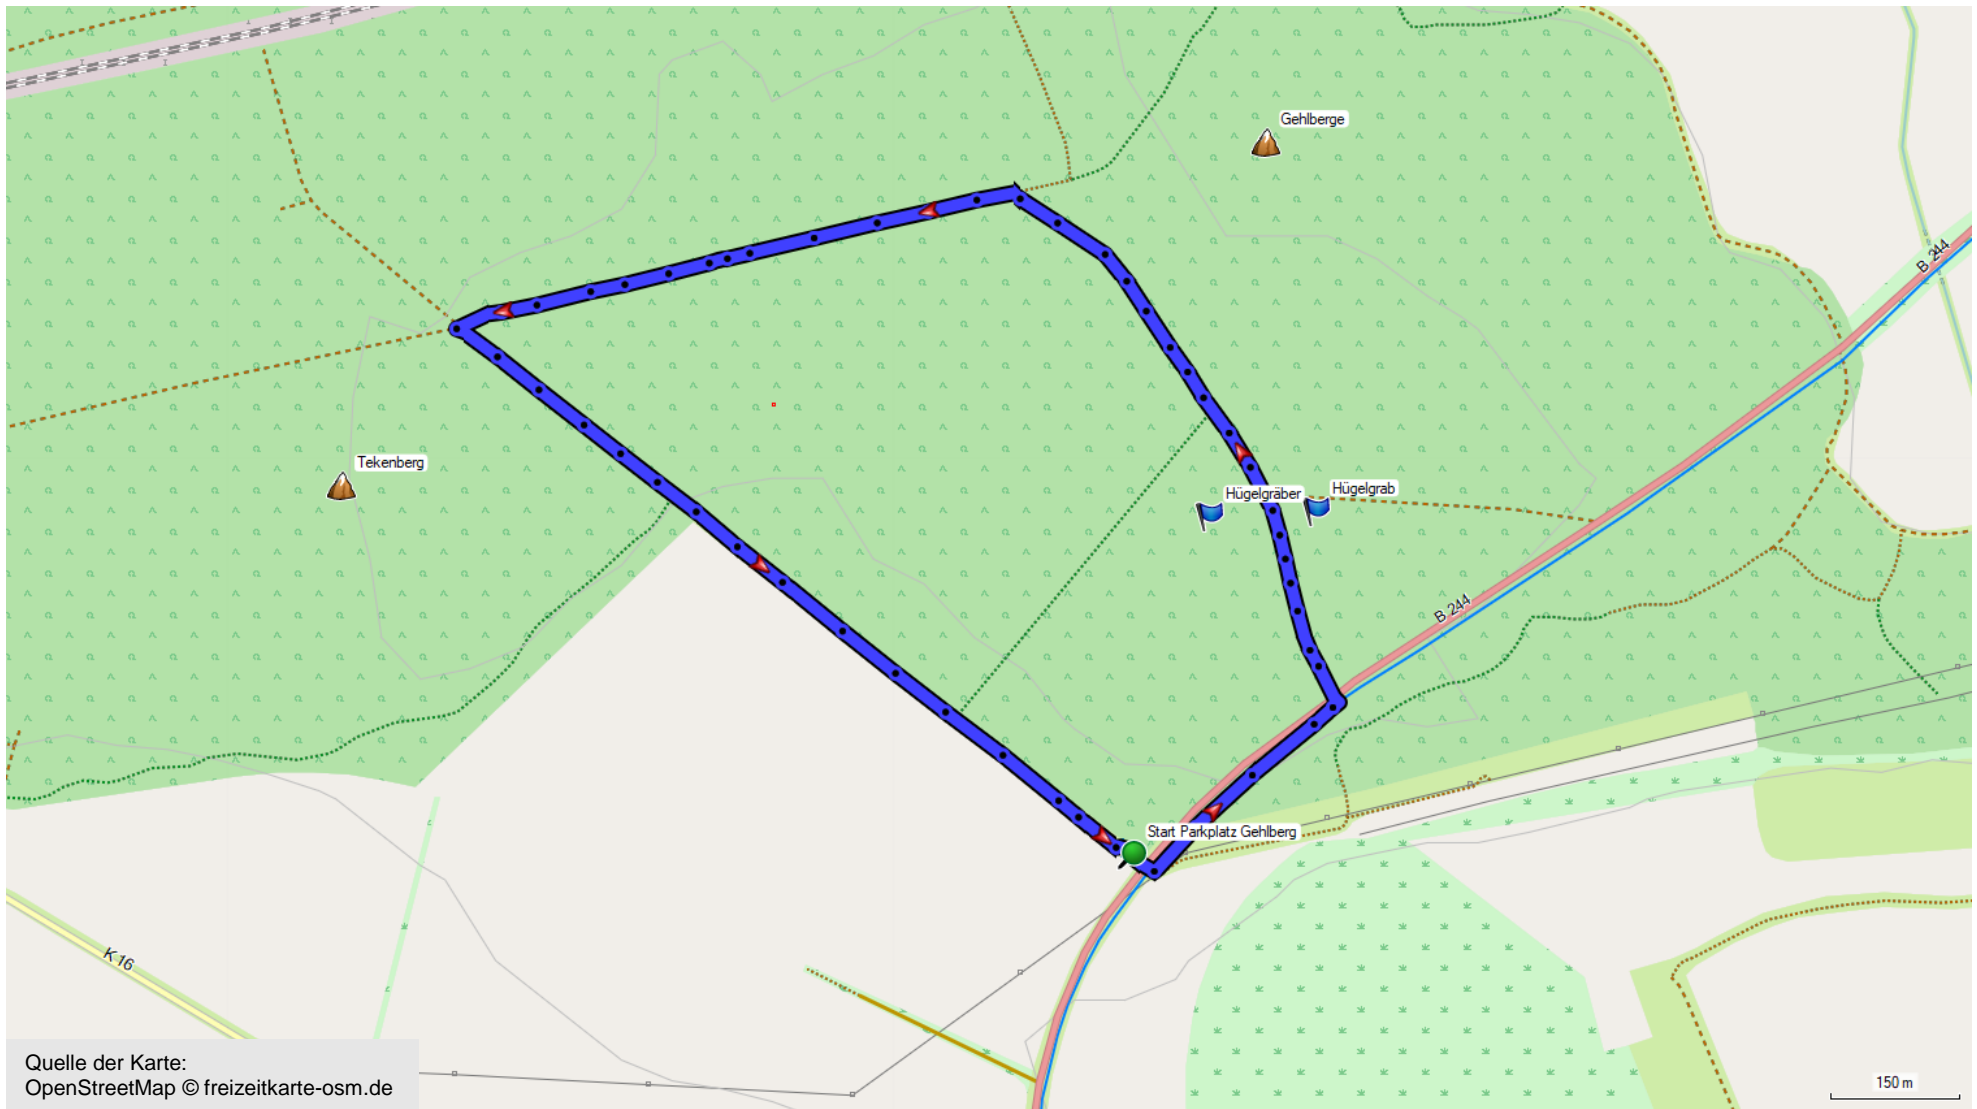 Gehlberge
B 244
Tekenberg
Hügelgräber
Hügelgrab
B 244
Start Parkplatz Gehlberg
K 16
Quelle der Karte:
OpenStreetMap © freizeitkarte-osm.de
150 m